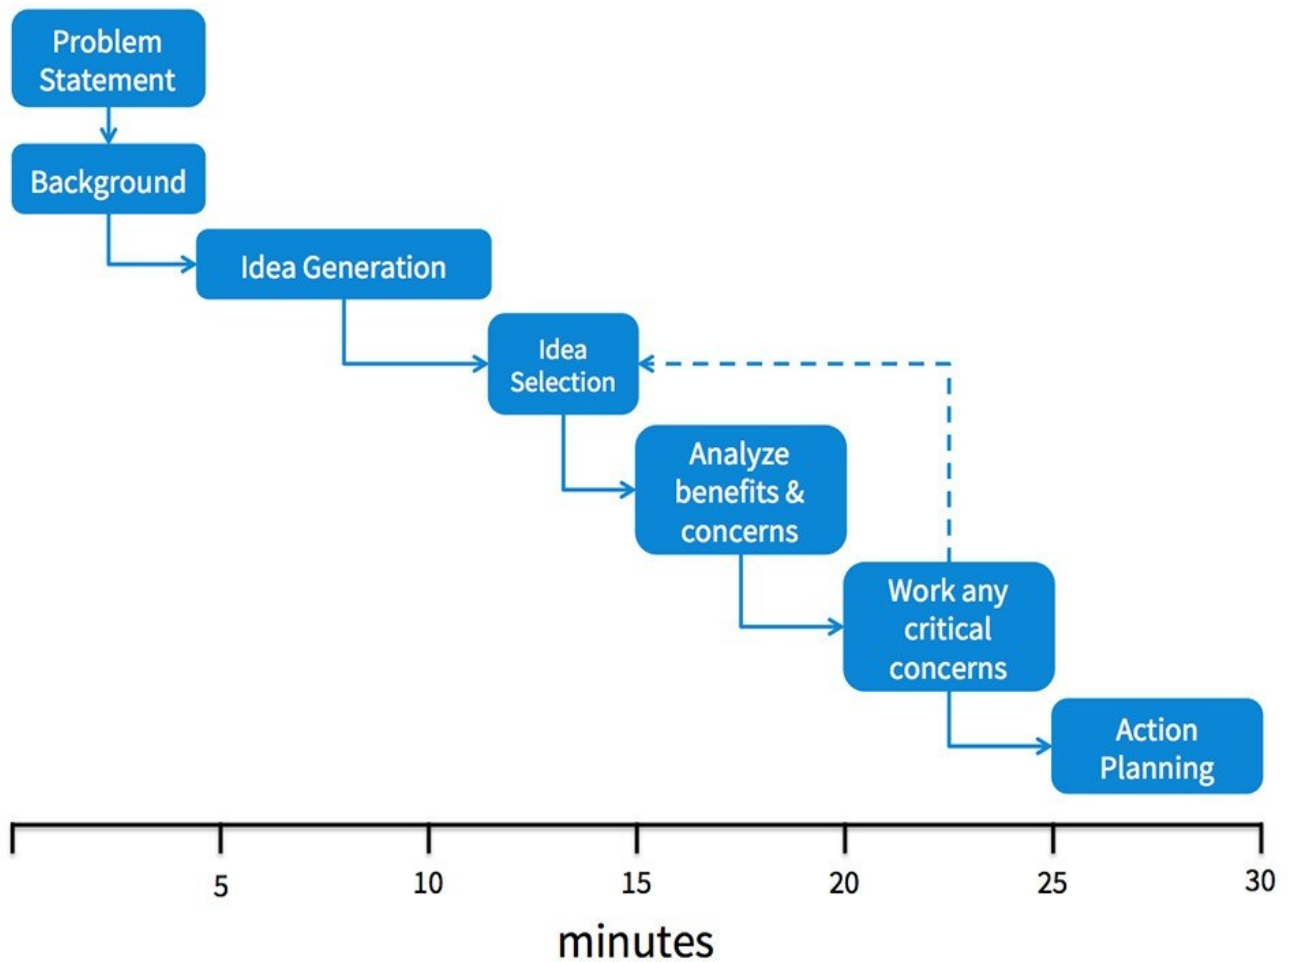 Problem
Statement
Background
Idea Generation
Idea
Selection
Analyze
benefits &
concerns
Work any
critical
concerns
Action
Planning
5 10 15 20 25 30
minutes